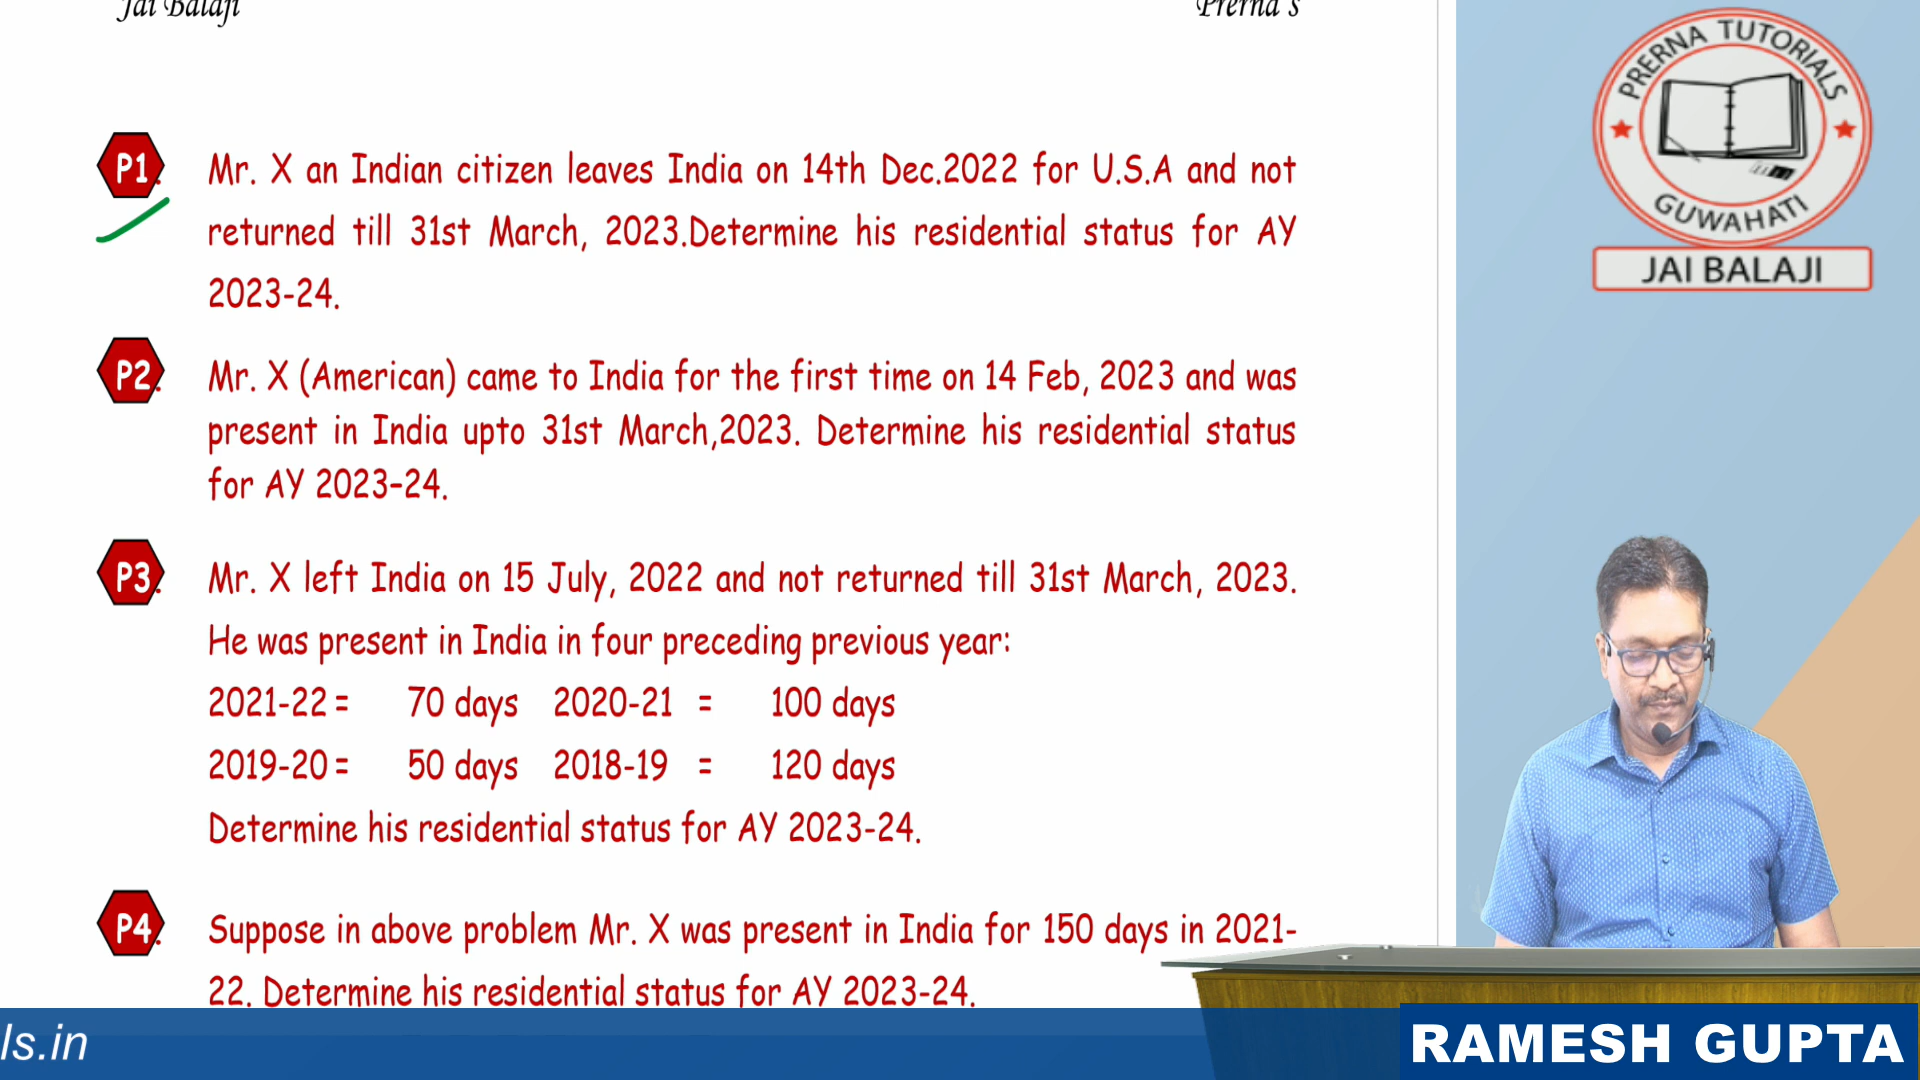 Jai Balaji
Prerna's
P1. Mr. X an Indian citizen leaves India on 14th Dec.2022 for U.S.A and not
returned till 31st March, 2023.Determine his residential status for AY
2023-24.
P2. Mr. X (American) came to India for the first time on 14 Feb, 2023 and was
present in India upto 31st March,2023. Determine his residential status
for AY 2023-24.
P3. Mr. X left India on 15 July, 2022 and not returned till 31st March, 2023.
He was present in India in four preceding previous year:
2021-22 = 70 days 2020-21 = 100 days
2019-20 = 50 days 2018-19 = 120 days
Determine his residential status for AY 2023-24.
P4. Suppose in above problem Mr. X was present in India for 150 days in 2021-
22. Determine his residential status for AY 2023-24.
PRERNA TUTORIALS
GUWAHATI
JAI BALAJI
ls.in
RAMESH GUPTA